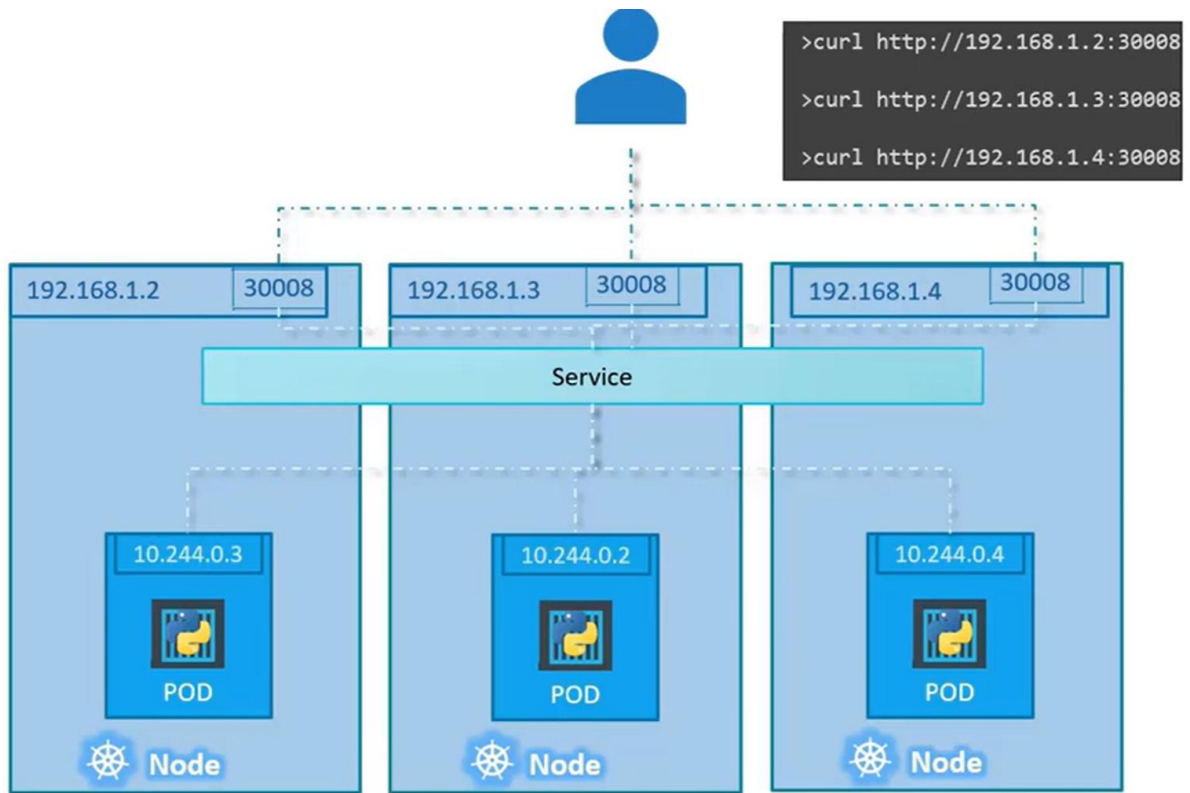 >curl http://192.168.1.2:30008
>curl http://192.168.1.3:30008
>curl http://192.168.1.4:30008
192.168.1.2
30008
192.168.1.3
30008
192.168.1.4
30008
Service
10.244.0.3
POD
10.244.0.2
POD
10.244.0.4
POD
Node
Node
Node